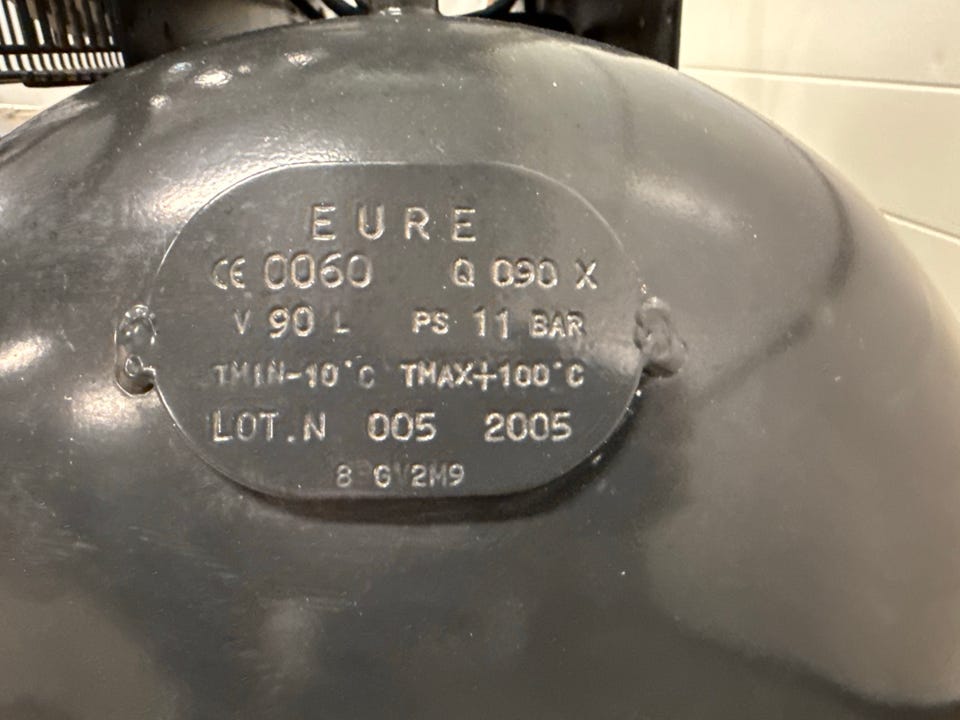 EURE
CE 0060 Q 090 X
V 90 L PS 11 BAR
TMIN-10°C TMAX+100°C
LOT.N 005 2005